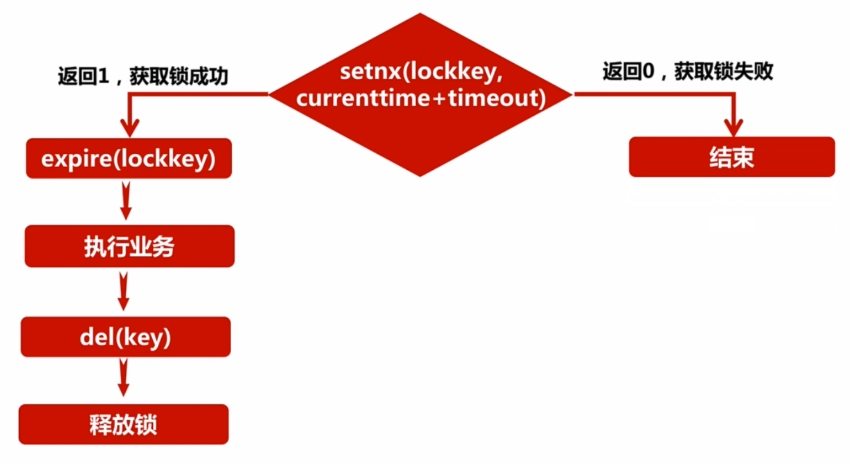 setnx(lockkey,
currenttime+timeout)
返回1，获取锁成功
返回0，获取锁失败
expire(lockkey)
结束
执行业务
del(key)
释放锁